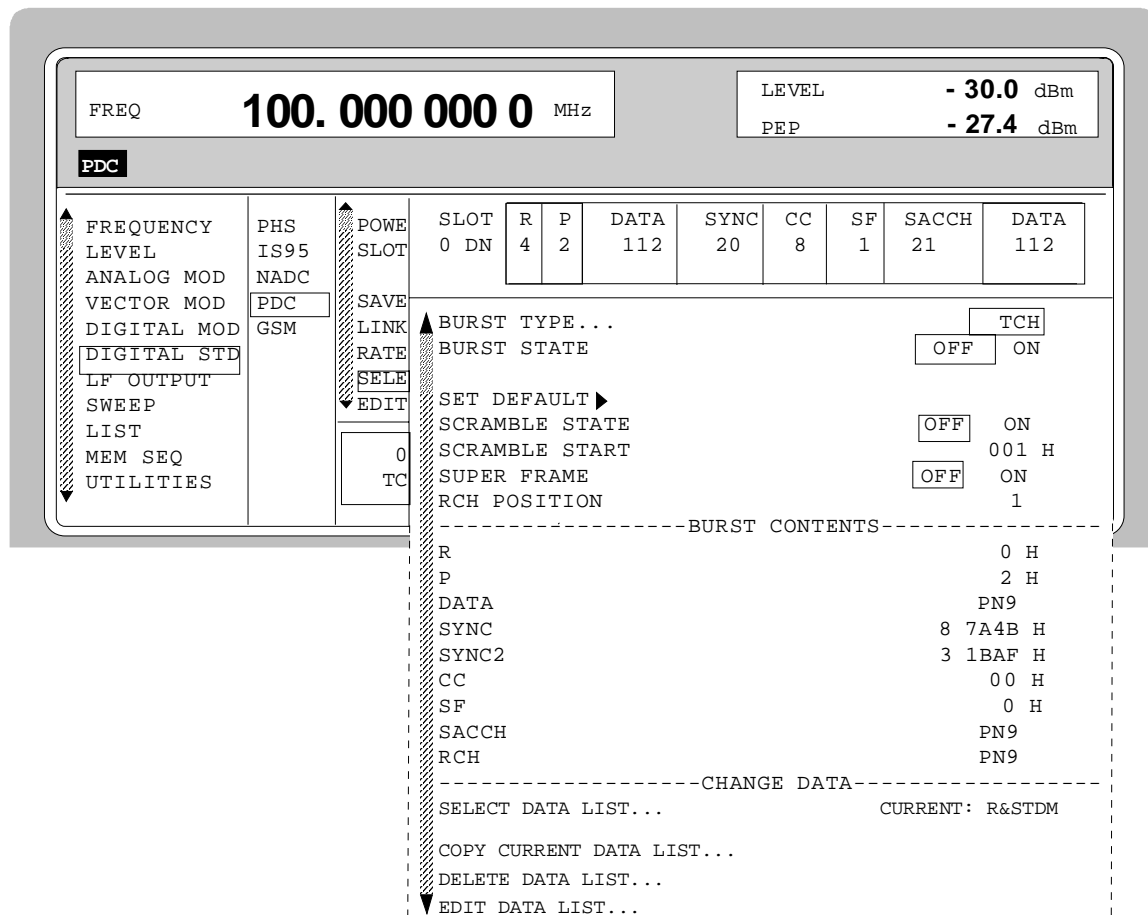 FREQ 100. 000 000 0 MHz
LEVEL - 30.0 dBm
PEP - 27.4 dBm
PDC
FREQUENCY
LEVEL
ANALOG MOD
VECTOR MOD
DIGITAL MOD
DIGITAL STD
LF OUTPUT
SWEEP
LIST
MEM SEQ
UTILITIES
PHS
IS95
NADC
PDC
GSM
POWE
SLOT
SAVE
LINK
RATE
SELE
EDIT
0
TC
SLOT R P DATA SYNC CC SF SACCH DATA
0 DN 4 2 112 20 8 1 21 112
BURST TYPE... TCH
BURST STATE OFF ON
SET DEFAULT
SCRAMBLE STATE OFF ON
SCRAMBLE START 001 H
SUPER FRAME OFF ON
RCH POSITION 1
BURST CONTENTS
R 0 H
P 2 H
DATA PN9
SYNC 8 7A4B H
SYNC2 3 1BAF H
CC 00 H
SF 0 H
SACCH PN9
RCH PN9
CHANGE DATA
SELECT DATA LIST... CURRENT: R&STDM
COPY CURRENT DATA LIST...
DELETE DATA LIST...
EDIT DATA LIST...